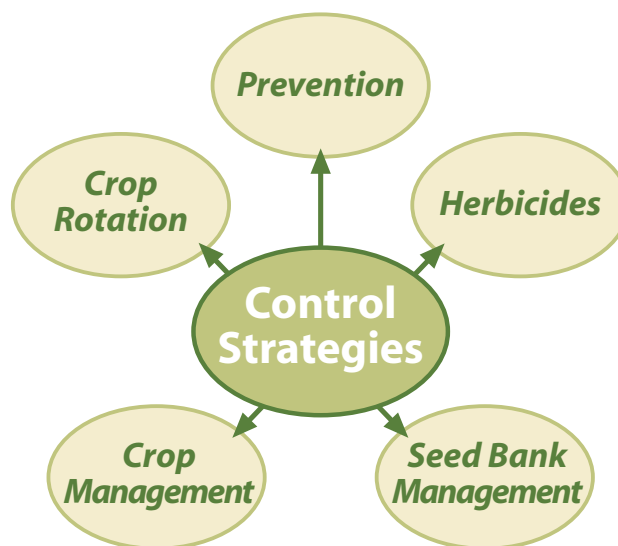 Prevention
Crop
Rotation
Herbicides
Control
Strategies
Crop
Management
Seed Bank
Management